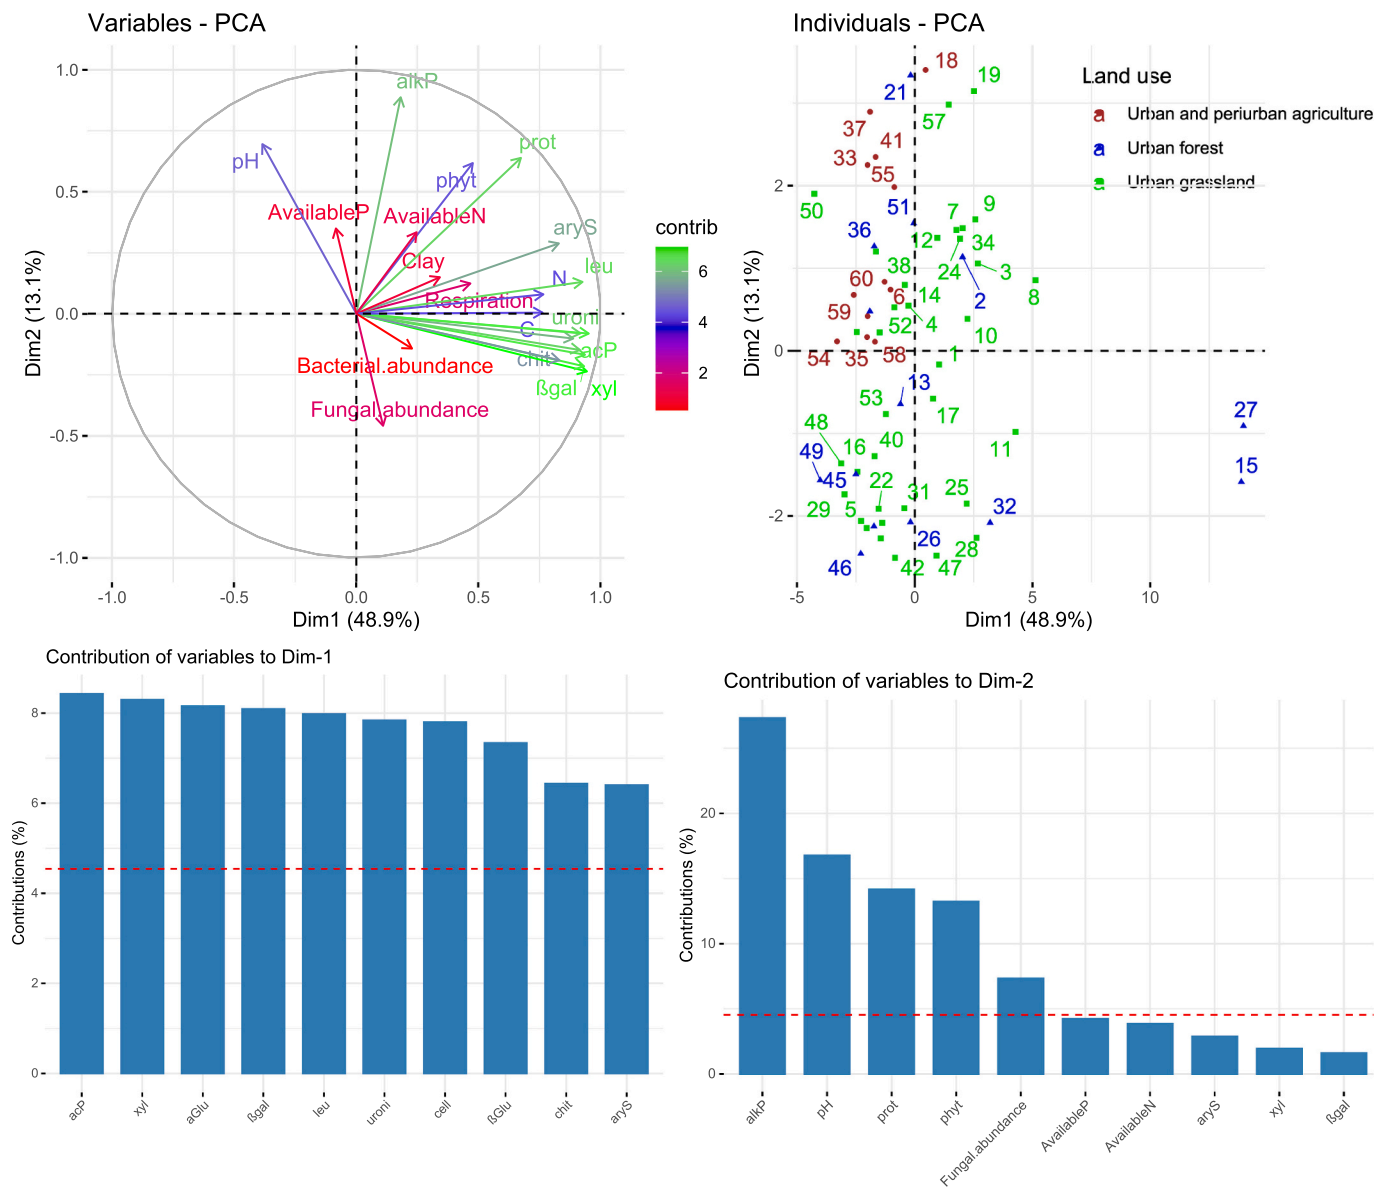 Variables - PCA
1.0
0.5
0.0
-0.5
-1.0
Dim2 (13.1%)
alkP
prot
pH
phyt
AvailableP
AvailableN
aryS
Clay
leu
N
Respiration
uroni
C
acP
chit
Bacterial.abundance
ßgal
xyl
Fungal.abundance
-1.0
-0.5
0.0
0.5
1.0
Dim1 (48.9%)
contrib
6
4
2
Individuals - PCA
Land use
a Urban and periurban agriculture
a Urban forest
a Urban grassland
2
0
-2
Dim2 (13.1%)
18
19
21
57
37
41
33
55
50
51
9
7
36
12
34
24
3
38
60
6
14
2
8
59
52
4
10
54
35
58
1
13
53
17
27
48
16
40
11
49
45
15
22
31
25
29
5
32
26
28
46
42
47
-5
0
5
10
Dim1 (48.9%)
Contribution of variables to Dim-1
8
6
4
2
0
Contributions (%)
acP
xyl
aGlu
ßgal
leu
uroni
cell
ßGlu
chit
aryS
Contribution of variables to Dim-2
20
10
0
Contributions (%)
alkP
pH
prot
phyt
Fungal.abundance
AvailableP
AvailableN
aryS
xyl
ßgal